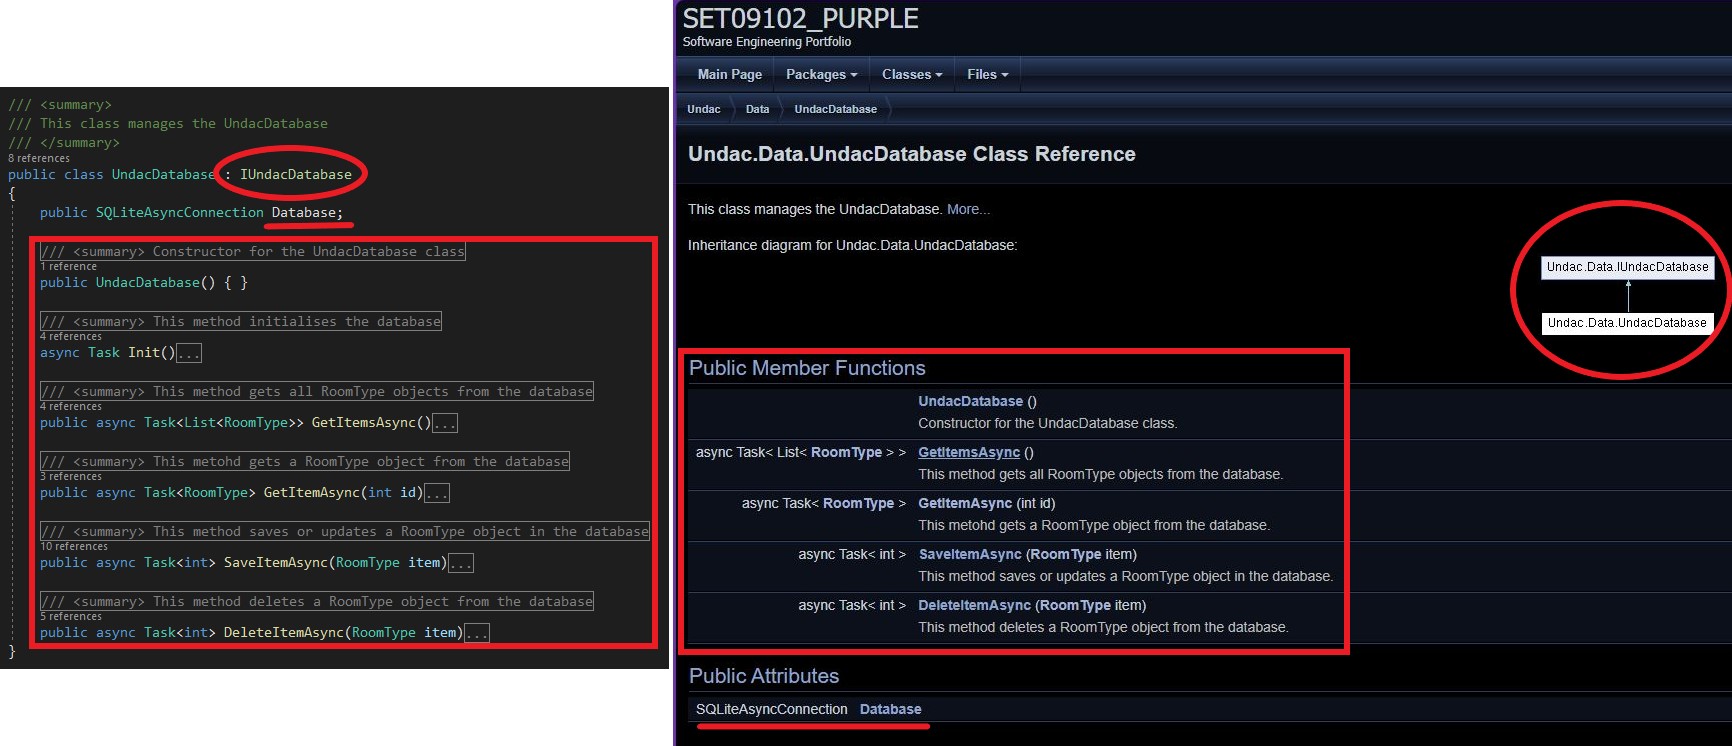 /// <summary>
/// This class manages the UndacDatabase
/// </summary>
8 references
public class UndacDatabase : IUndacDatabase
{
public SQLiteAsyncConnection Database;
/// <summary> Constructor for the UndacDatabase class
1 reference
public UndacDatabase() { }
/// <summary> This method initialises the database
4 references
async Task Init()...
/// <summary> This method gets all RoomType objects from the database
4 references
public async Task<List<RoomType>> GetItemsAsync()...
/// <summary> This metohd gets a RoomType object from the database
3 references
public async Task<RoomType> GetItemAsync(int id)...
/// <summary> This method saves or updates a RoomType object in the database
10 references
public async Task<int> SaveItemAsync(RoomType item)...
/// <summary> This method deletes a RoomType object from the database
5 references
public async Task<int> DeleteItemAsync(RoomType item)...
}
SET09102_PURPLE
Software Engineering Portfolio
Main Page Packages Classes Files
Undac Data UndacDatabase
Undac.Data.UndacDatabase Class Reference
This class manages the UndacDatabase. More...
Inheritance diagram for Undac.Data.UndacDatabase:
Undac.Data.IUndacDatabase
Undac.Data.UndacDatabase
Public Member Functions
UndacDatabase ()
Constructor for the UndacDatabase class.
async Task< List< RoomType > > GetItemsAsync ()
This method gets all RoomType objects from the database.
async Task< RoomType > GetItemAsync (int id)
This metohd gets a RoomType object from the database.
async Task< int > SaveItemAsync (RoomType item)
This method saves or updates a RoomType object in the database.
async Task< int > DeleteItemAsync (RoomType item)
This method deletes a RoomType object from the database.
Public Attributes
SQLiteAsyncConnection Database